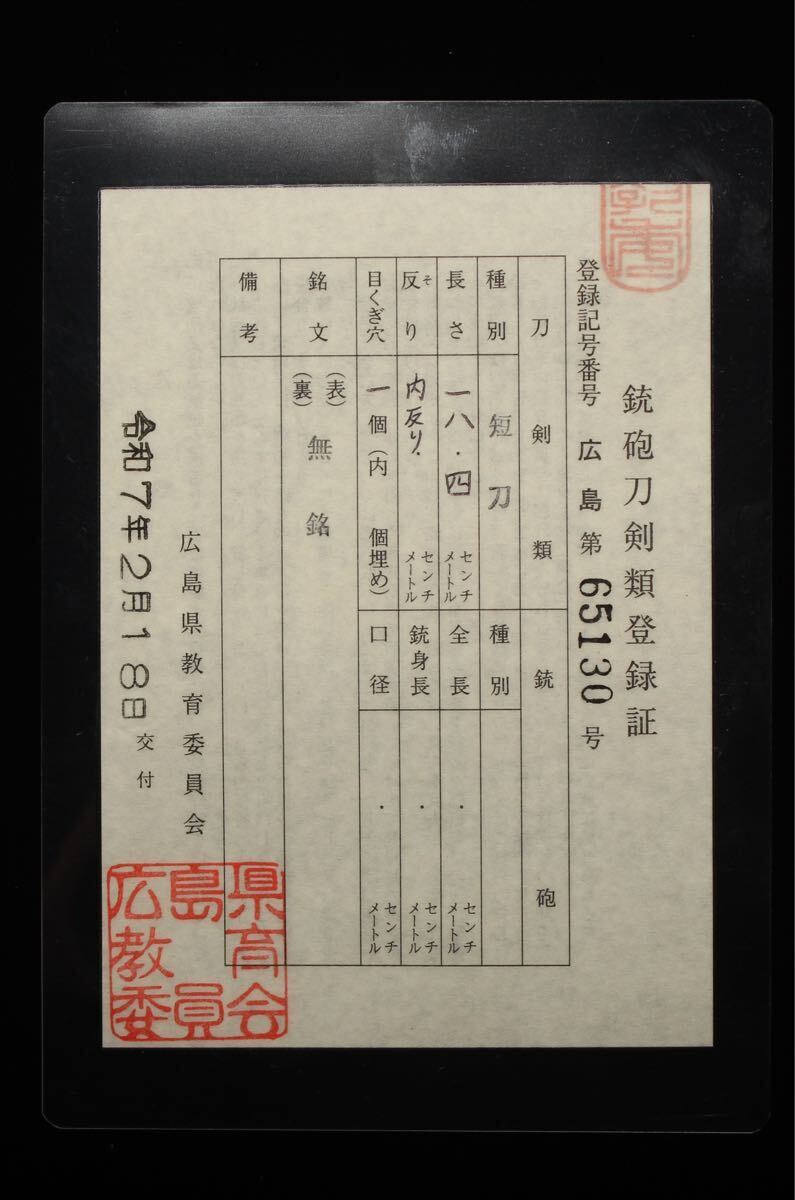 銃砲刀剣類登録証
登録記号番号 広島第65130号
刀剣類
銃砲
種別
短刀
種別
長さ
一八・四
センチメートル
全長
・
センチメートル
反り
そ
内反り.
センチメートル
銃身長
・
センチメートル
目くぎ穴
一個(内 個埋め)
口径
・
センチメートル
銘文
(表)
(裏)
無銘
備考
広島県教育委員会
令和7年2月18日交付
広島県
教育
委員会